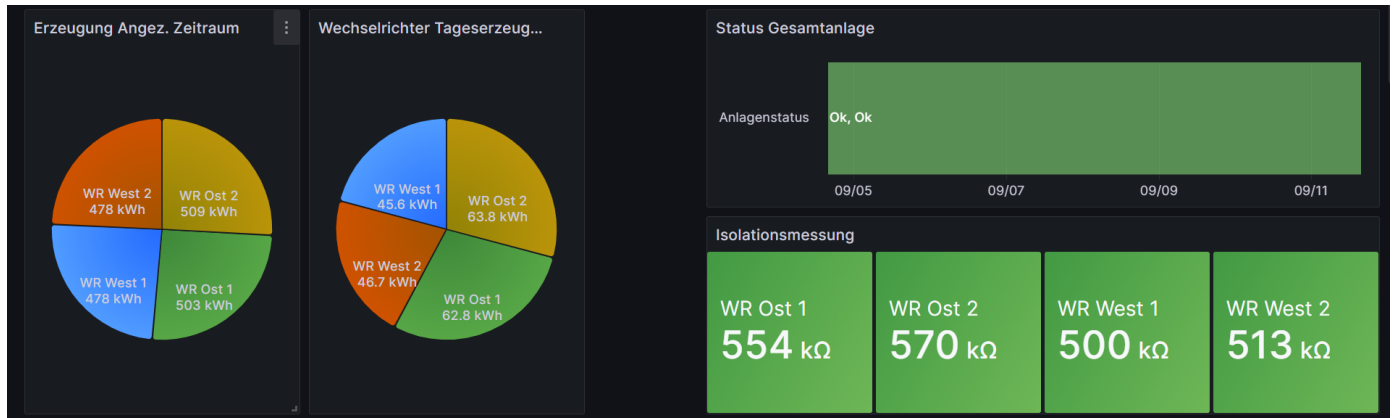 Erzeugung Angez. Zeitraum
WR West 2
478 kWh
WR Ost 2
509 kWh
WR West 1
478 kWh
WR Ost 1
503 kWh
Wechselrichter Tageserzeug...
WR West 1
45.6 kWh
WR Ost 2
63.8 kWh
WR West 2
46.7 kWh
WR Ost 1
62.8 kWh
Status Gesamtanlage
Anlagenstatus
Ok, Ok
09/05 09/07 09/09 09/11
Isolationsmessung
WR Ost 1
554 kΩ
WR Ost 2
570 kΩ
WR West 1
500 kΩ
WR West 2
513 kΩ